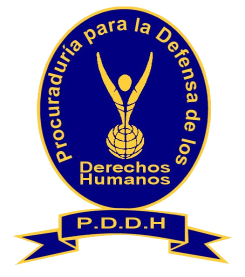 Procuraduría para la Defensa de los
Derechos
Humanos
P.D.D.H